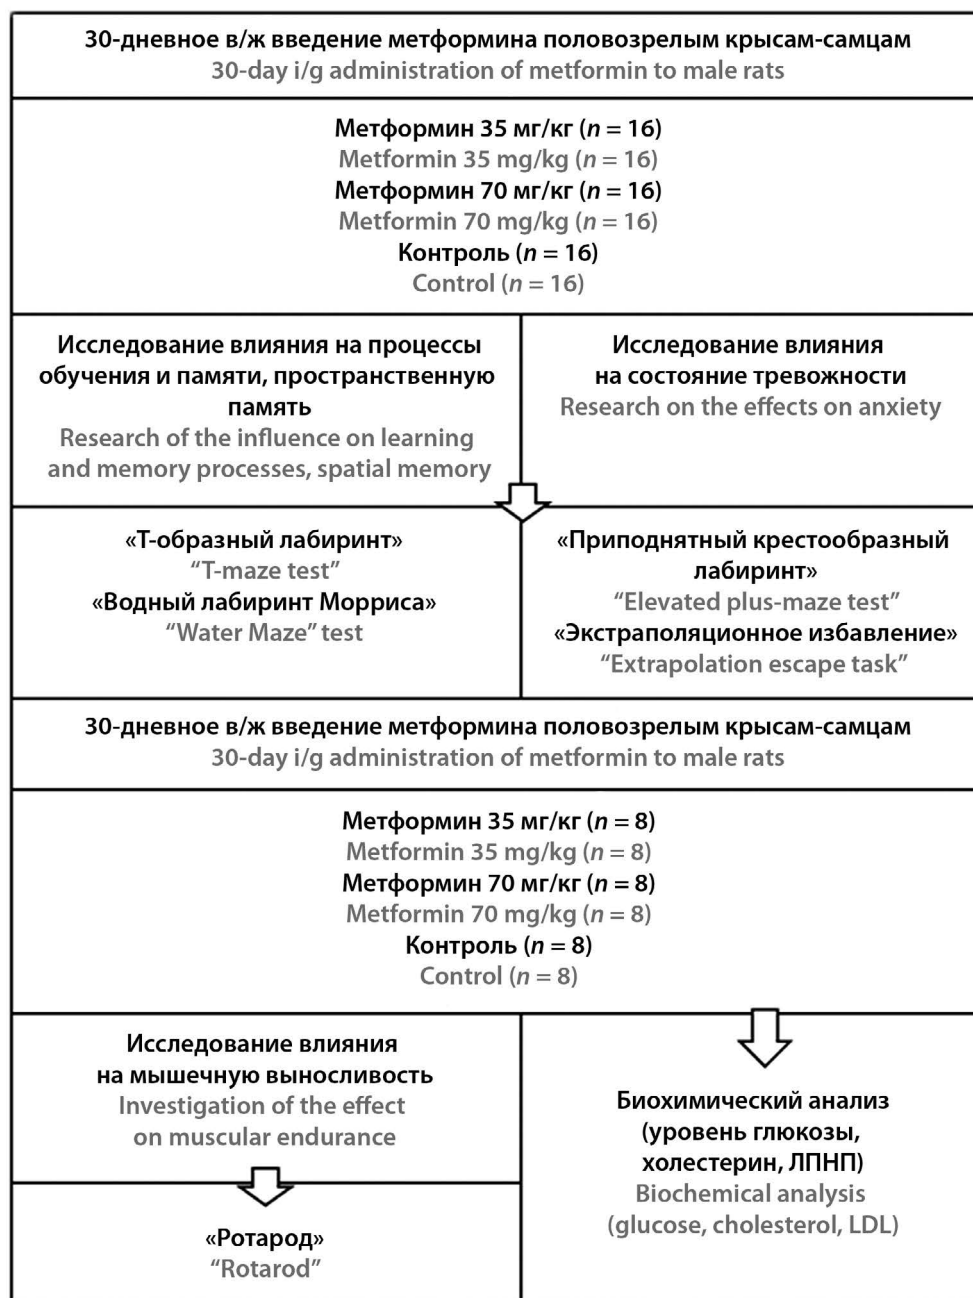 30-дневное в/ж введение метформина половозрелым крысам-самцам
30-day i/g administration of metformin to male rats
Метформин 35 мг/кг (n = 16)
Metformin 35 mg/kg (n = 16)
Метформин 70 мг/кг (n = 16)
Metformin 70 mg/kg (n = 16)
Контроль (n = 16)
Control (n = 16)
Исследование влияния на процессы
обучения и памяти, пространственную
память
Research of the influence on learning
and memory processes, spatial memory
Исследование влияния
на состояние тревожности
Research on the effects on anxiety
«Т-образный лабиринт»
“T-maze test”
«Водный лабиринт Морриса»
“Water Maze” test
«Приподнятный крестообразный
лабиринт»
“Elevated plus-maze test”
«Экстраполяционное избавление»
“Extrapolation escape task”
30-дневное в/ж введение метформина половозрелым крысам-самцам
30-day i/g administration of metformin to male rats
Метформин 35 мг/кг (n = 8)
Metformin 35 mg/kg (n = 8)
Метформин 70 мг/кг (n = 8)
Metformin 70 mg/kg (n = 8)
Контроль (n = 8)
Control (n = 8)
Исследование влияния
на мышечную выносливость
Investigation of the effect
on muscular endurance
«Ротарод»
“Rotarod”
Биохимический анализ
(уровень глюкозы,
холестерин, ЛПНП)
Biochemical analysis
(glucose, cholesterol, LDL)